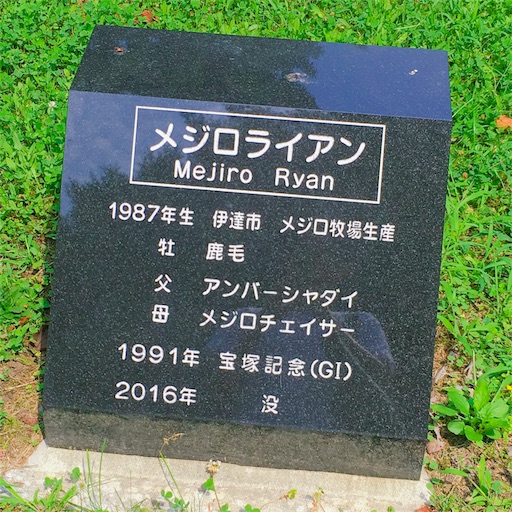 メジロライアン
Mejiro Ryan
1987年生 伊達市 メジロ牧場生産
牡 鹿毛
父 アンバーシャダイ
母 メジロチェイサー
1991年 宝塚記念(GI)
2016年 没